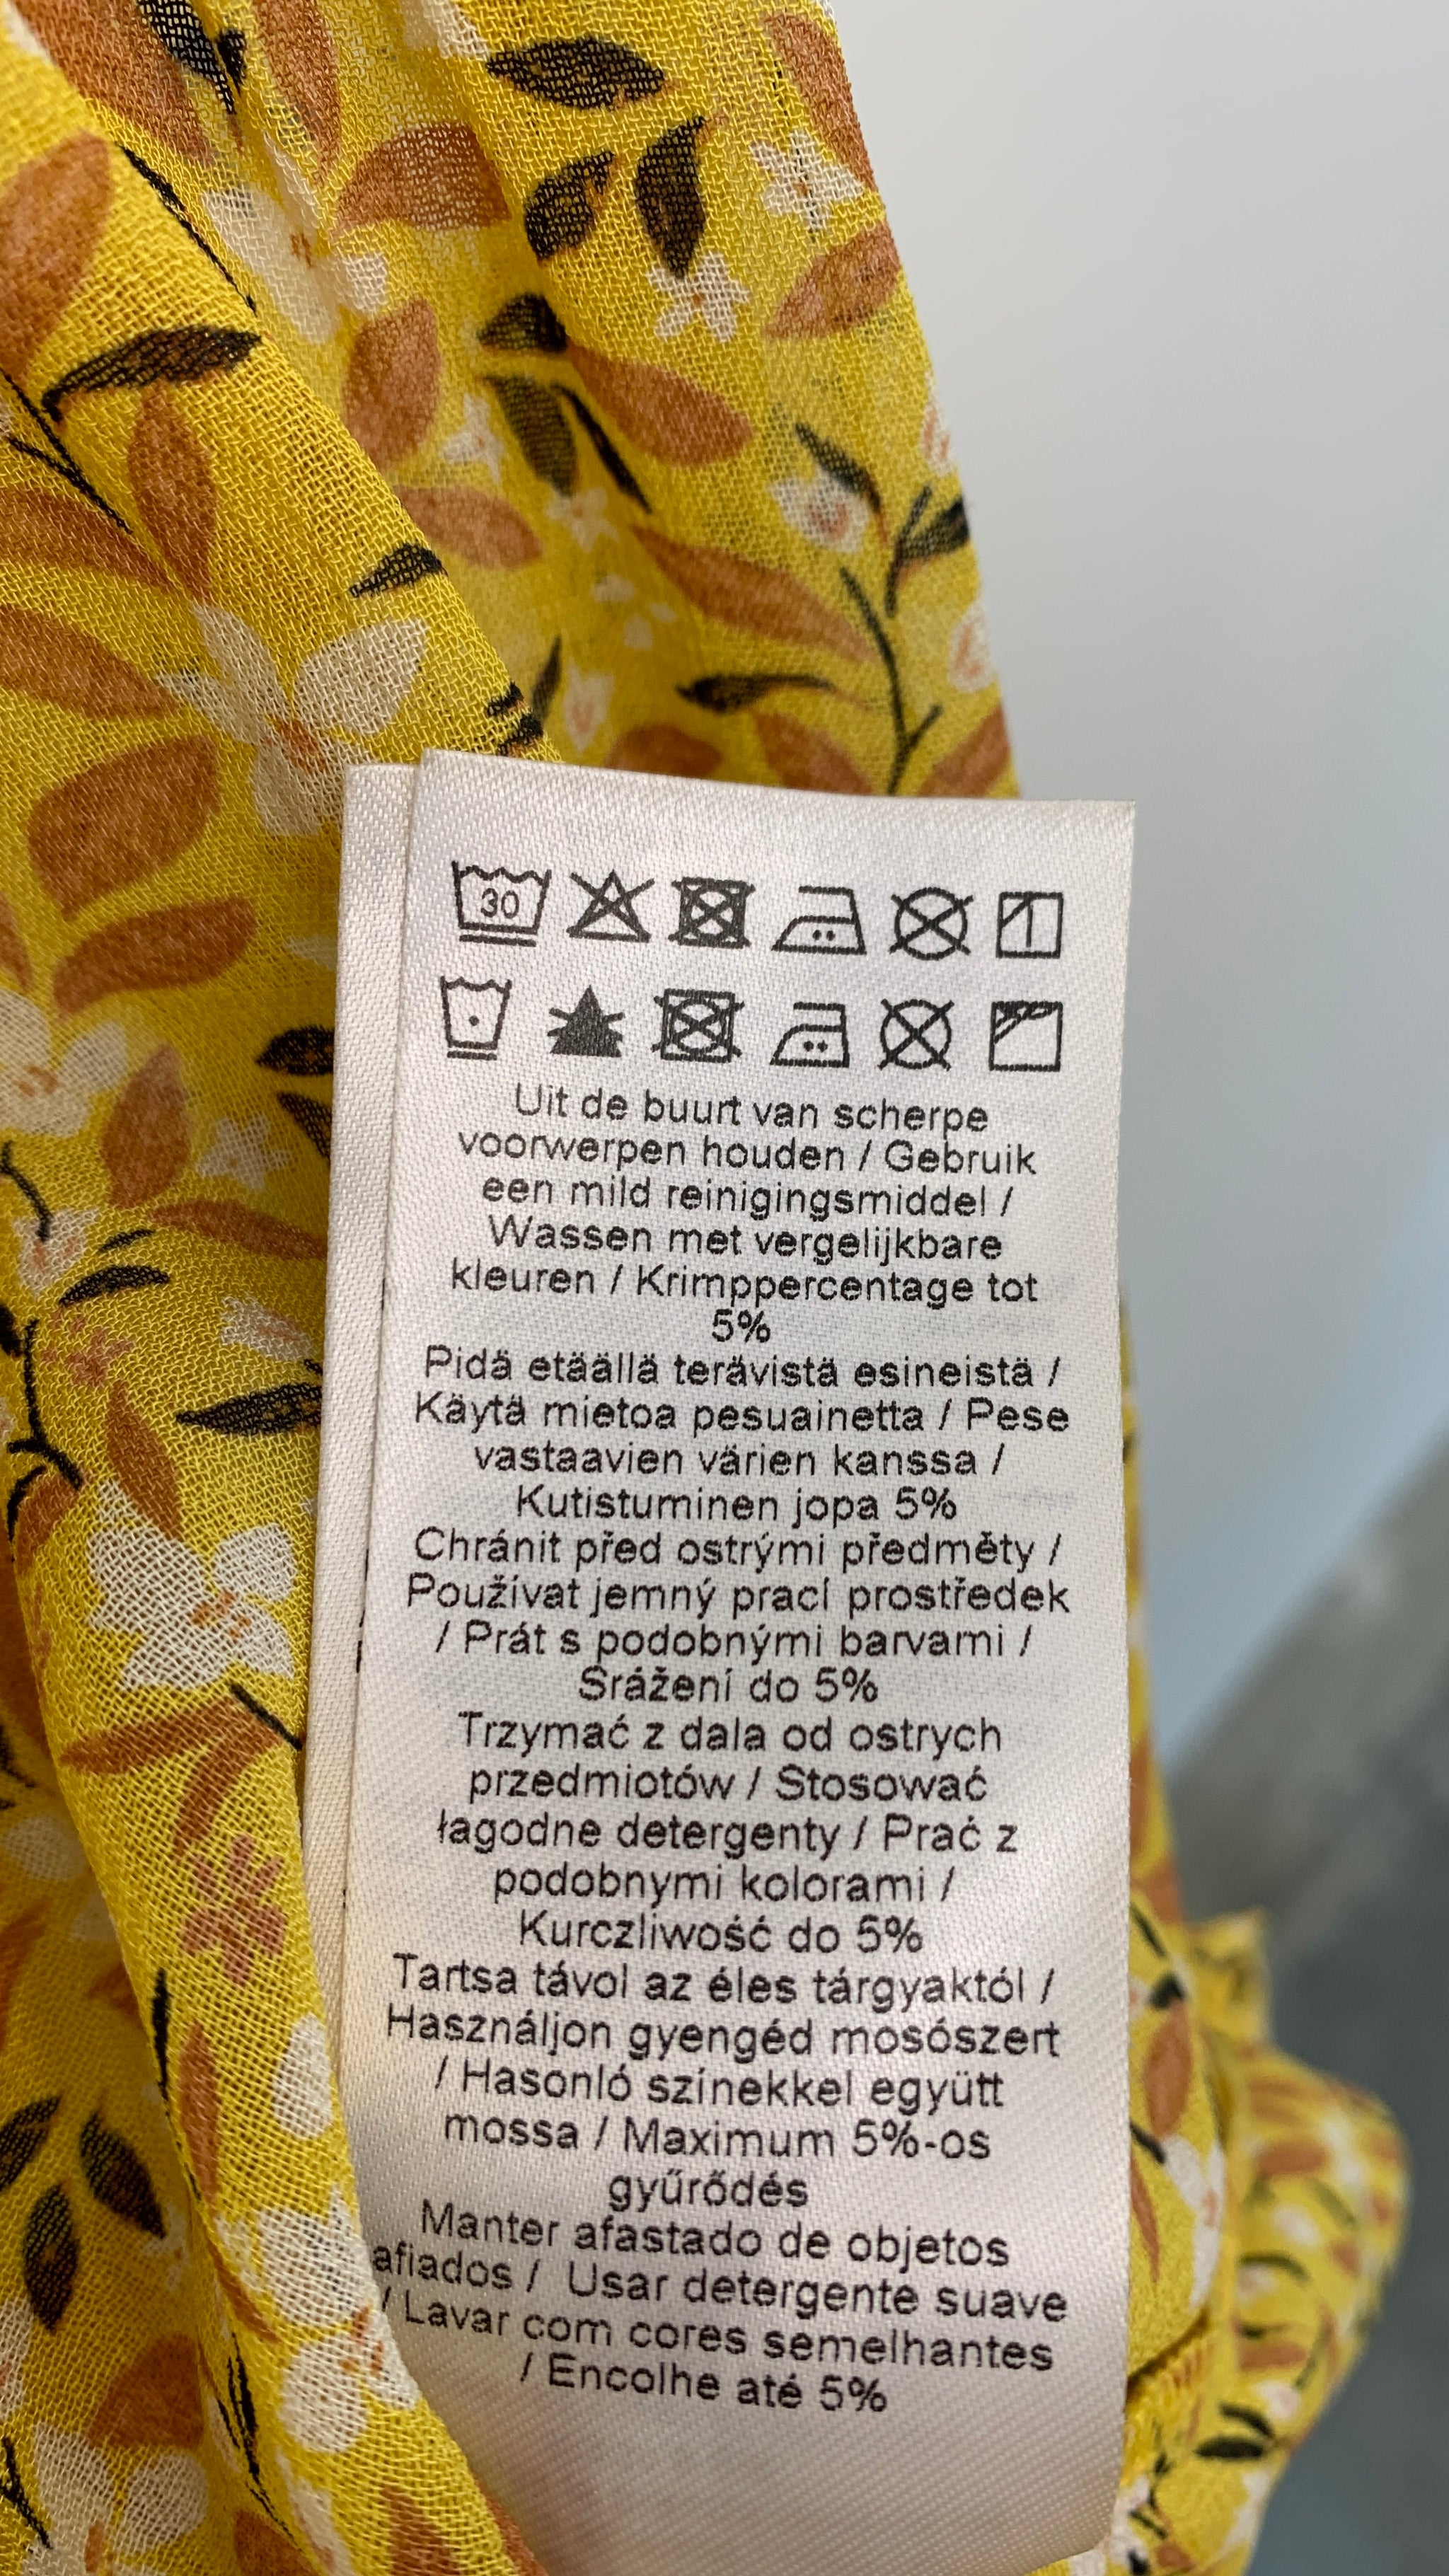 30
Uit de buurt van scherpe
voorwerpen houden / Gebruik
een mild reinigingsmiddel /
Wassen met vergelijkbare
kleuren / Krimppercentage tot
5%
Pidä etäällä terävistä esineistä /
Käytä mietoa pesuainetta / Pese
vastaavien värien kanssa /
Kutistuminen jopa 5%
Chránit před ostrými předměty /
Používat jemný prací prostředek
/ Prát s podobnými barvami /
Srážení do 5%
Trzymać z dala od ostrych
przedmiotów / Stosować
łagodne detergenty / Prać z
podobnymi kolorami /
Kurczliwość do 5%
Tartsa távol az éles tárgyaktól /
Használjon gyengéd mosószert
/ Hasonló színekkel együtt
mossa / Maximum 5%-os
gyűrődés
Manter afastado de objetos
afiados / Usar detergente suave
/ Lavar com cores semelhantes
/ Encolhe até 5%